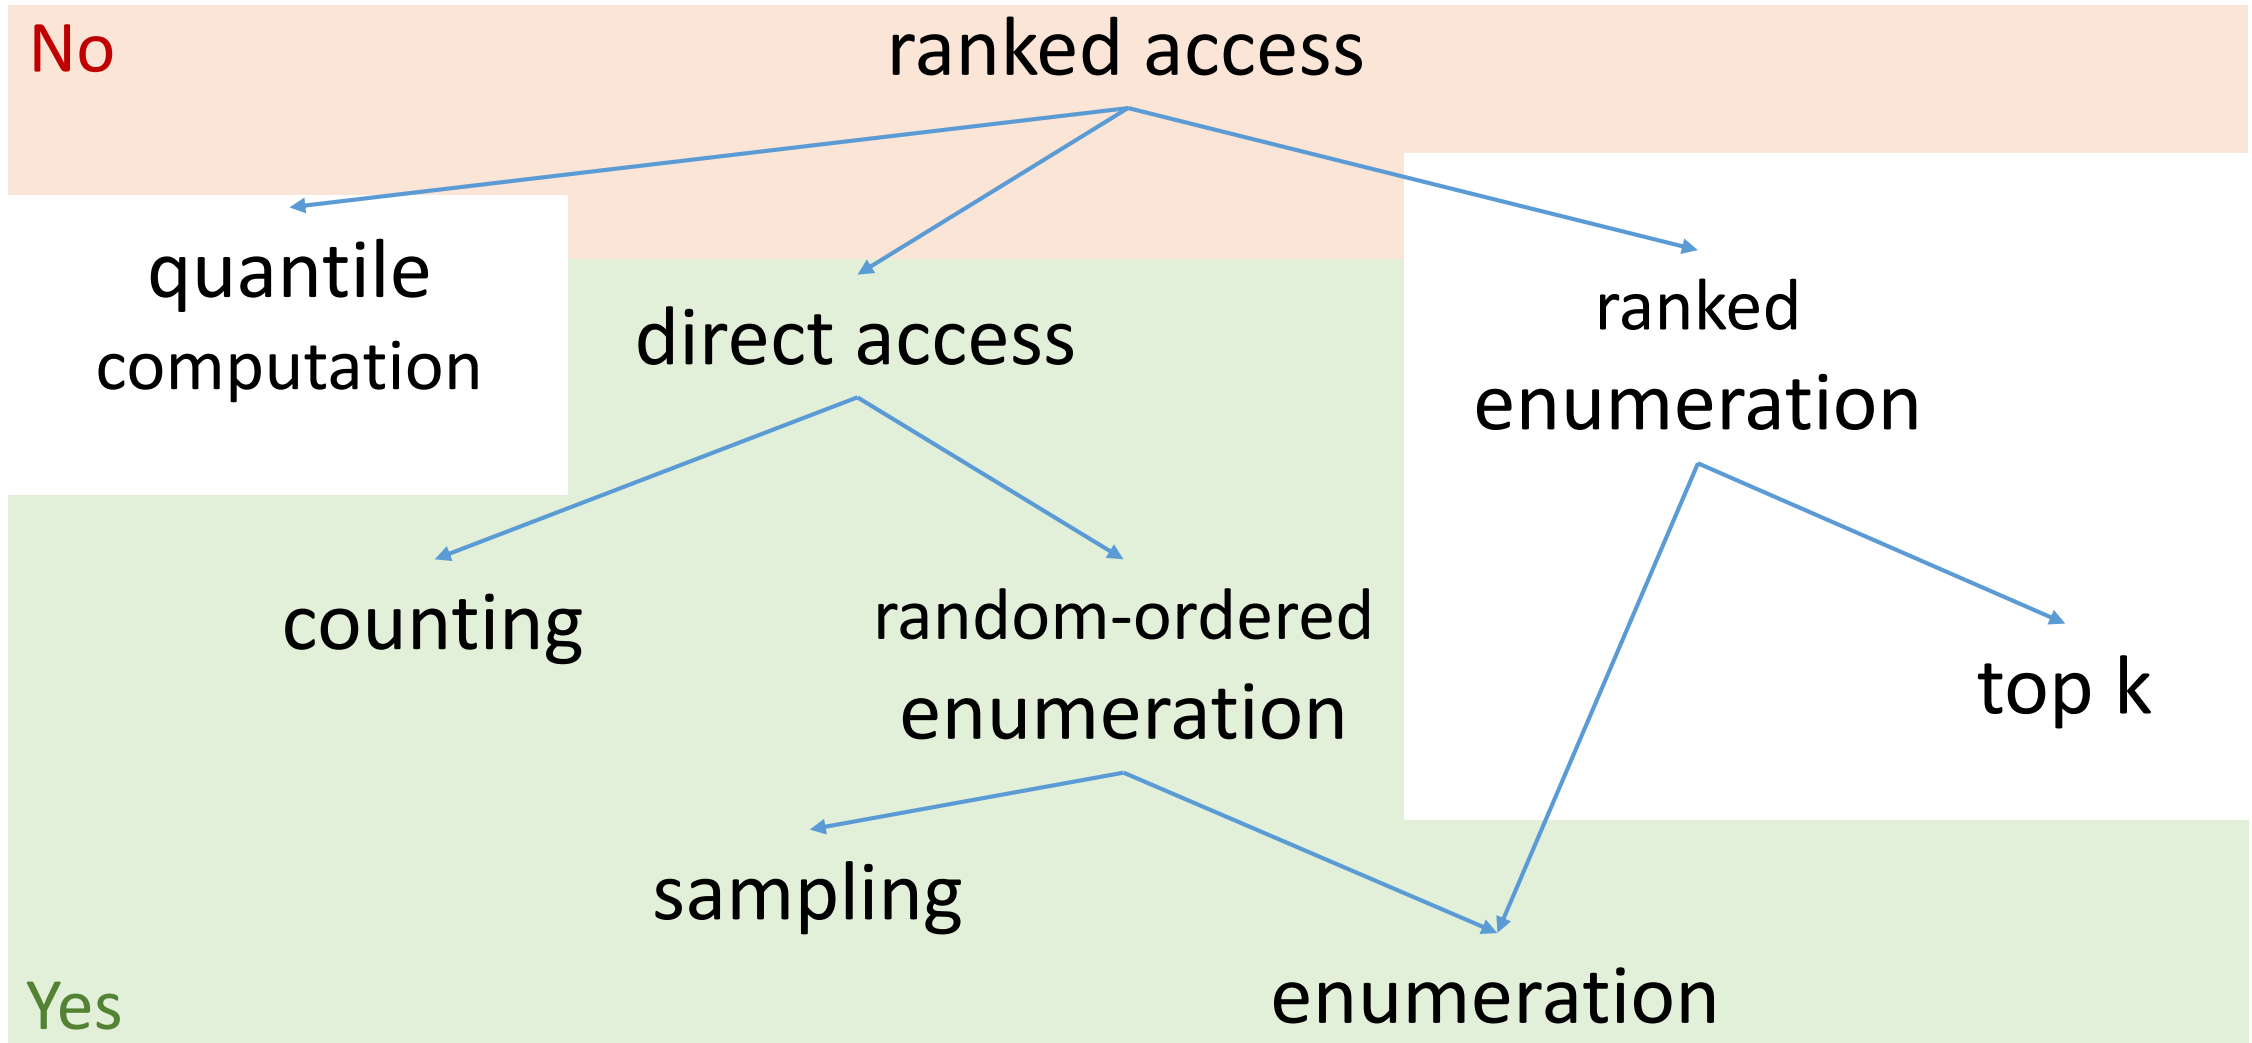 No
ranked access
quantile
computation
direct access
ranked
enumeration
counting
random-ordered
enumeration
top k
sampling
enumeration
Yes